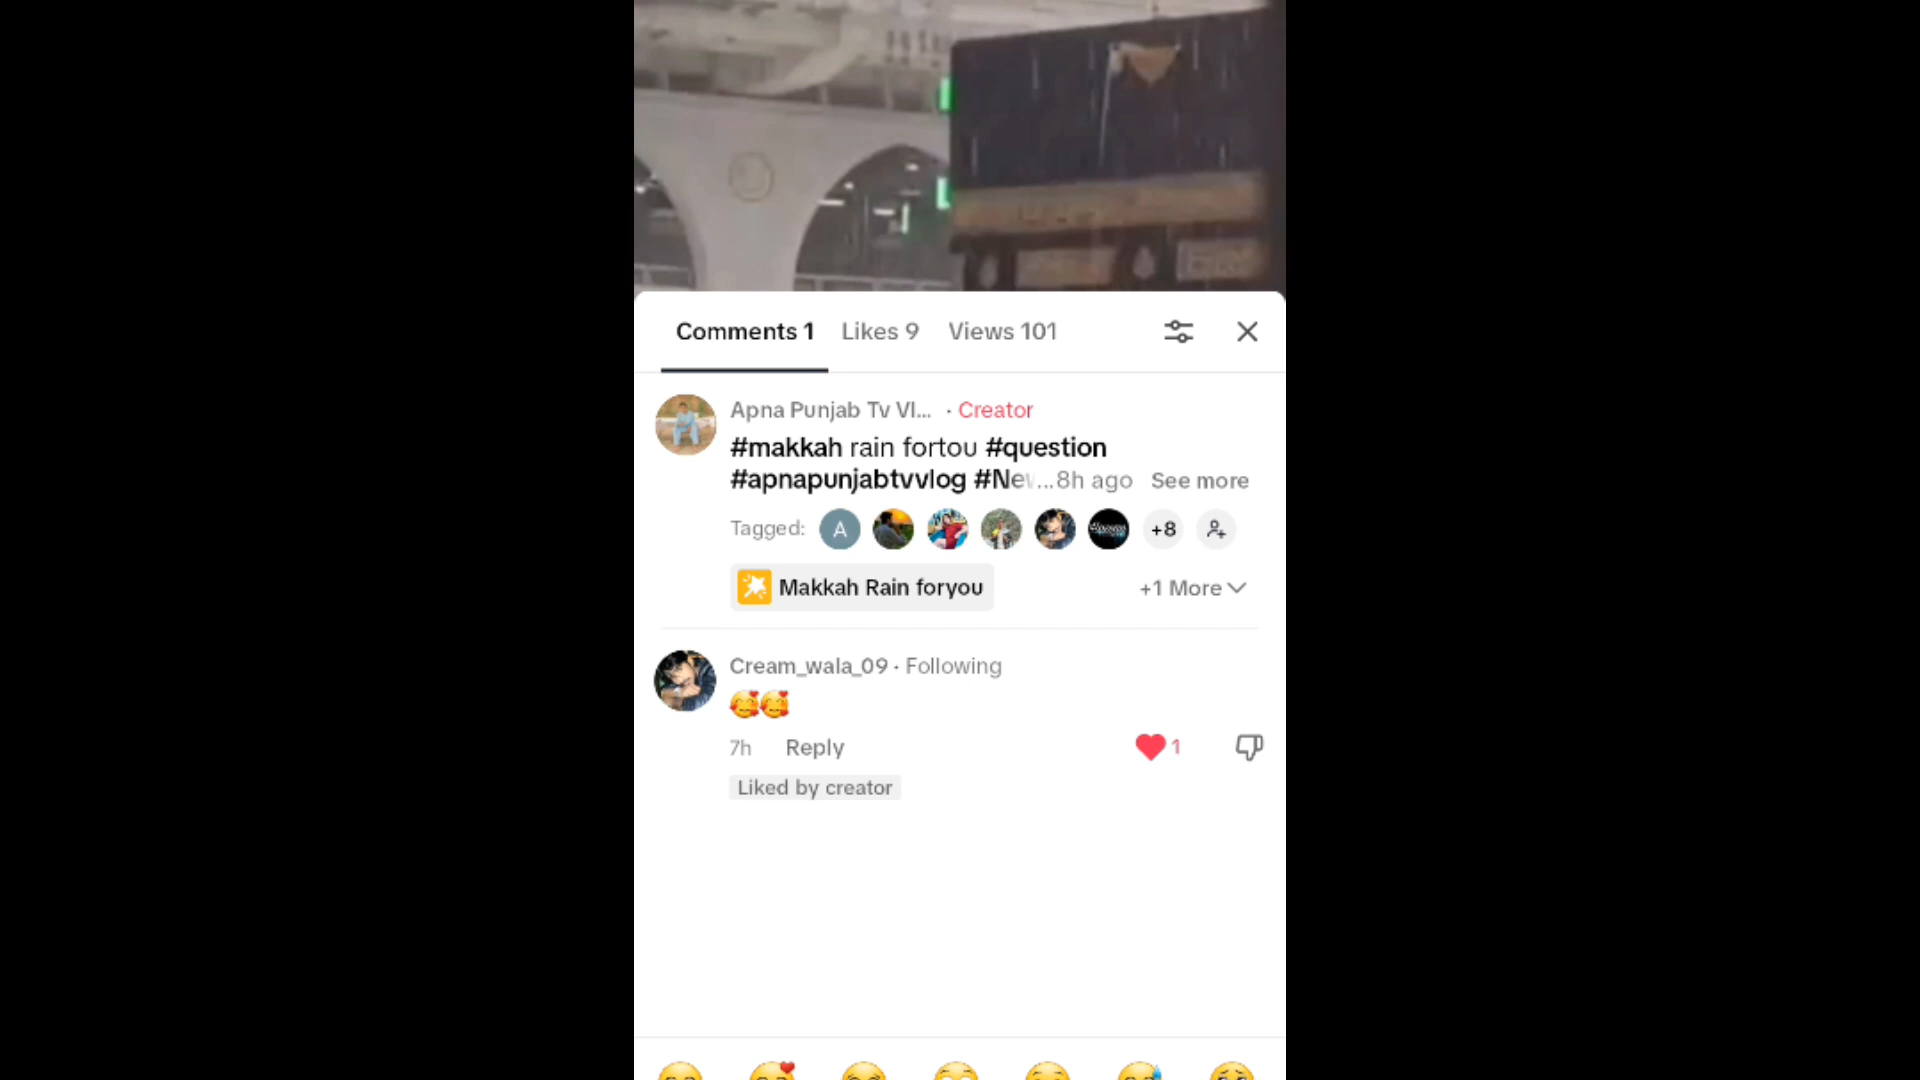 Comments 1 Likes 9 Views 101
Apna Punjab Tv Vl... · Creator
#makkah rain fortou #question
#apnapunjabtvvlog #Nev...8h ago See more
Tagged: A +8
Makkah Rain foryou +1 More
Cream_wala_09 · Following
🥰🥰
7h Reply 1
Liked by creator